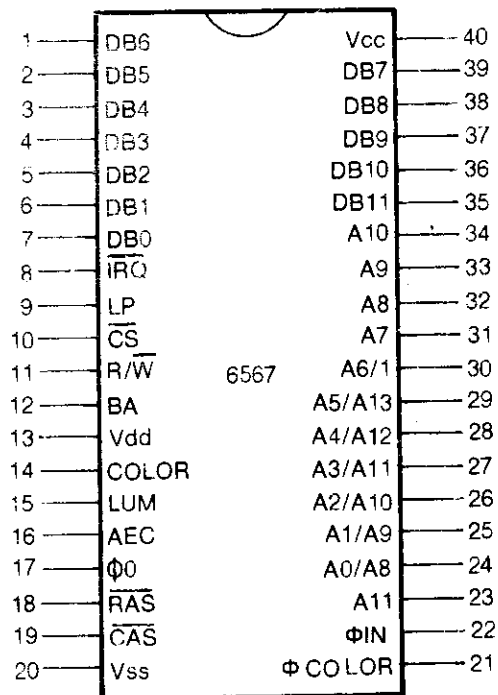 1 DB6 Vcc 40
2 DB5 DB7 39
3 DB4 DB8 38
4 DB3 DB9 37
5 DB2 DB10 36
6 DB1 DB11 35
7 DB0 A10 34
8 I̅R̅Q̅ A9 33
9 LP A8 32
10 C̅S̅ A7 31
11 R/W̅ 6567 A6/1 30
12 BA A5/A13 29
13 Vdd A4/A12 28
14 COLOR A3/A11 27
15 LUM A2/A10 26
16 AEC A1/A9 25
17 ϕ0 A0/A8 24
18 R̅A̅S̅ A11 23
19 C̅A̅S̅ ΦIN 22
20 Vss Φ COLOR 21